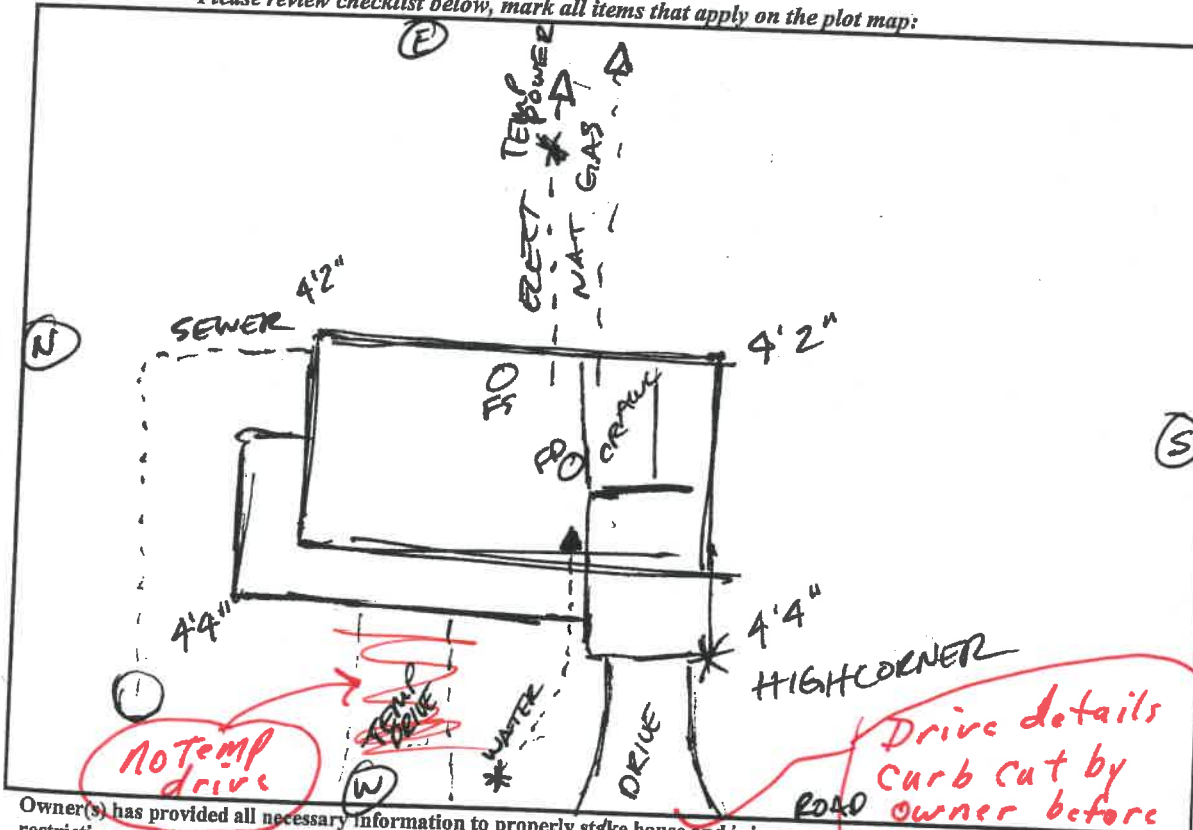 Please review checklist below, mark all items that apply on the plot map:
E
TEMP
POWER
ELECT
NAT GAS
4'2"
SEWER
N
4'2"
FS
CRAWL
FD
S
4'4"
4'4"
HIGH CORNER
TEMP
DRIVE
WATER
DRIVE
No Temp
drive
W
ROAD
Drive details
curb cut by
owner before
Owner(s) has provided all necessary information to properly stake house and